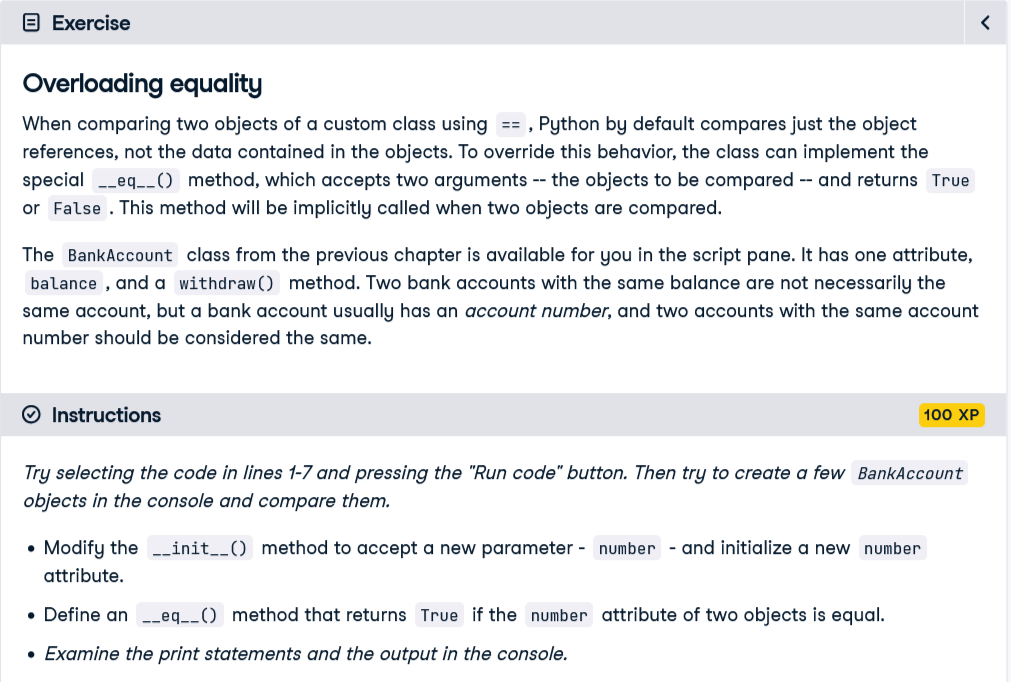 Exercise
Overloading equality
When comparing two objects of a custom class using == , Python by default compares just the object
references, not the data contained in the objects. To override this behavior, the class can implement the
special __eq__() method, which accepts two arguments -- the objects to be compared -- and returns True
or False . This method will be implicitly called when two objects are compared.
The BankAccount class from the previous chapter is available for you in the script pane. It has one attribute,
balance , and a withdraw() method. Two bank accounts with the same balance are not necessarily the
same account, but a bank account usually has an account number, and two accounts with the same account
number should be considered the same.
Instructions
100 XP
Try selecting the code in lines 1-7 and pressing the "Run code" button. Then try to create a few BankAccount
objects in the console and compare them.
• Modify the __init__() method to accept a new parameter - number - and initialize a new number
attribute.
• Define an __eq__() method that returns True if the number attribute of two objects is equal.
• Examine the print statements and the output in the console.